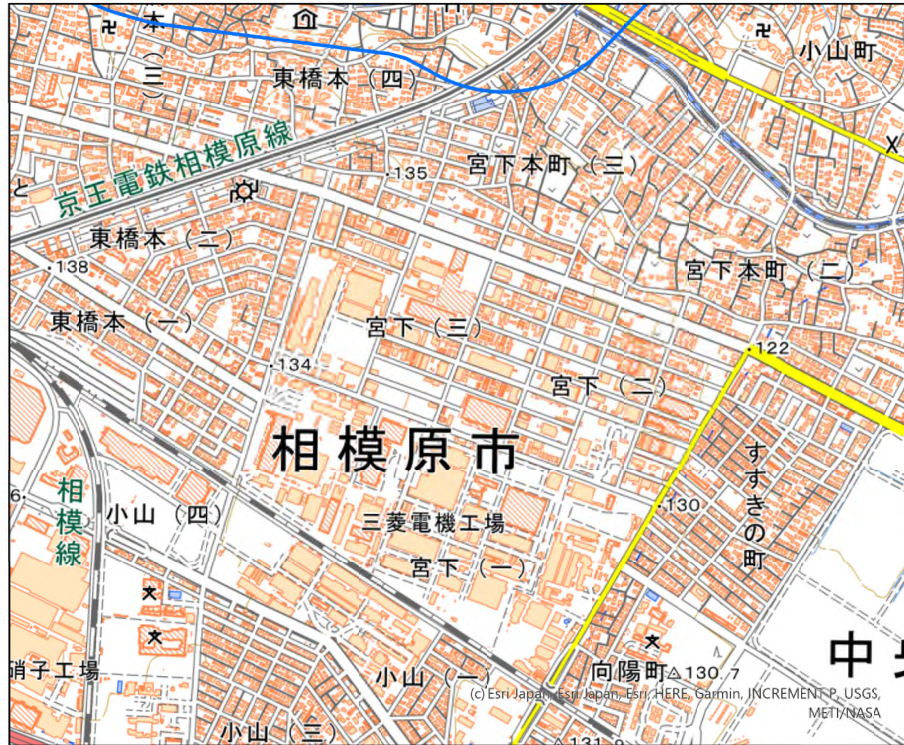 本(三)
東橋本(四)
小山町
京王電鉄相模原線
135
宮下本町(三)
と
東橋本(二)
138
宮下本町(二)
東橋本(一)
宮下(三)
122
134
宮下(二)
相模原市
すすきの町
6
相模線
小山(四)
三菱電機工場
130
宮下(一)
硝子工場
小山(一)
向陽町
130.7
中央
(c) Esri Japan, Esri Japan, Esri, HERE, Garmin, INCREMENT P, USGS,
METI/NASA
小山(三)